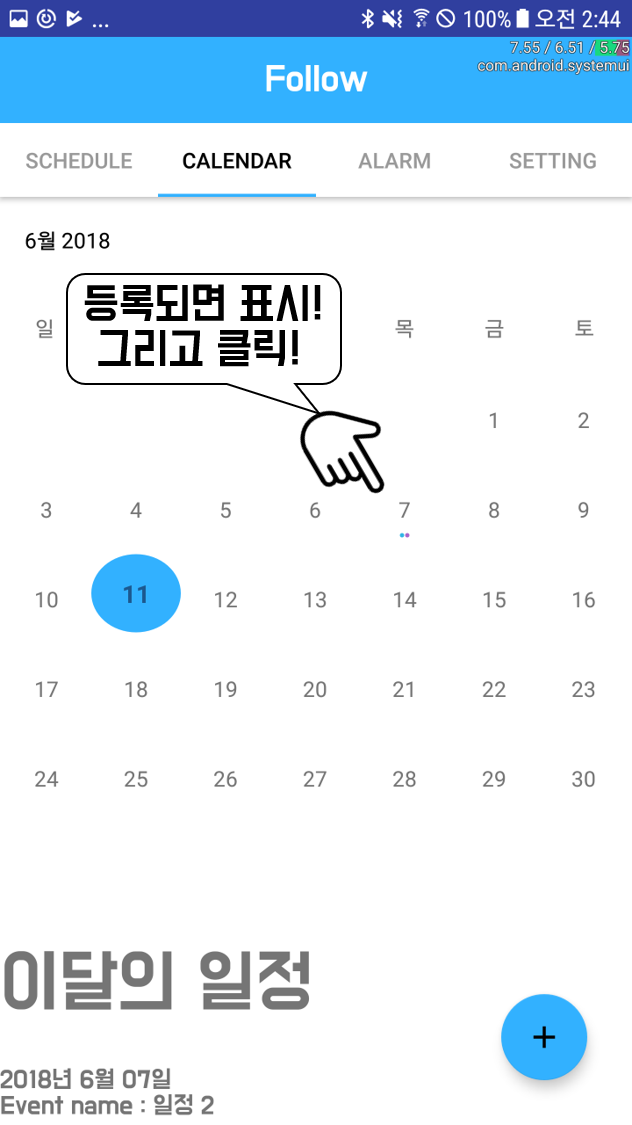 ... 100% 오전 2:44
7.55 / 6.51 / 5.75
com.android.systemui
Follow
SCHEDULE CALENDAR ALARM SETTING
6월 2018
등록되면 표시!
그리고 클릭!
일 목 금 토
1 2
3 4 5 6 7 8 9
10 11 12 13 14 15 16
17 18 19 20 21 22 23
24 25 26 27 28 29 30
이달의 일정
+
2018년 6월 07일
Event name : 일정 2